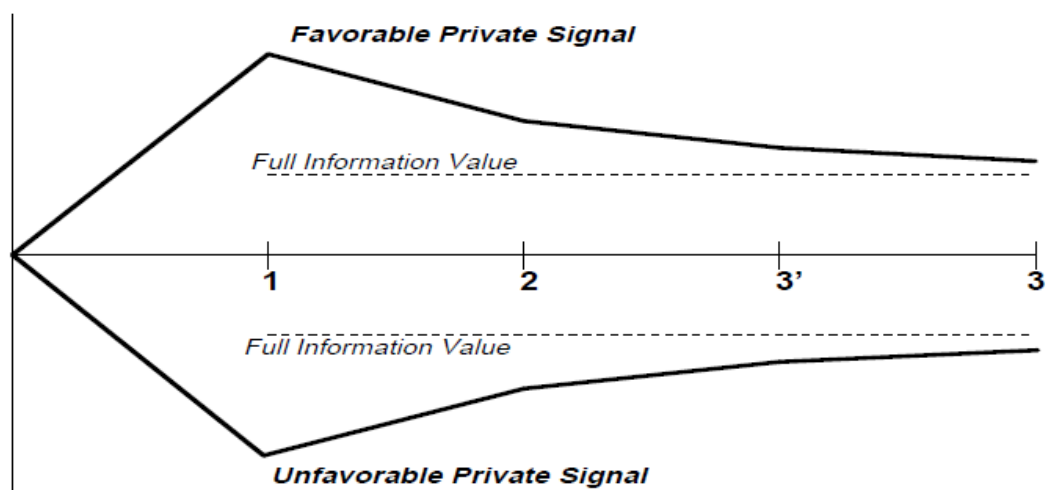 Favorable Private Signal
Full Information Value
1 2 3' 3
Full Information Value
Unfavorable Private Signal